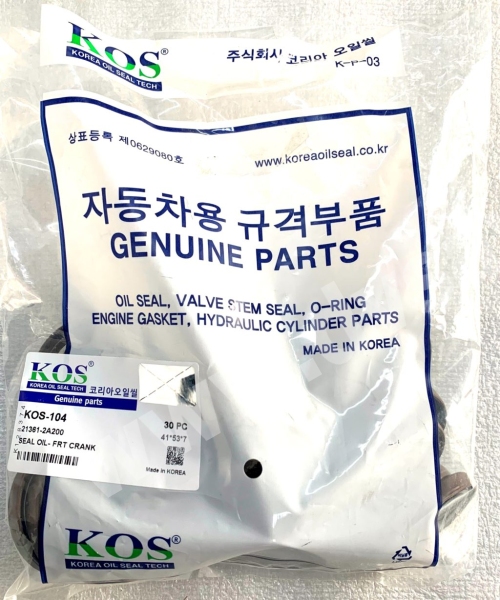 KOS®
KOREA OIL SEAL TECH
주식회사 코리아 오일씰
K-P-03
상표등록 제0629080호
www.koreaoilseal.co.kr
자동차용 규격부품
GENUINE PARTS
OIL SEAL, VALVE STEM SEAL, O-RING
ENGINE GASKET, HYDRAULIC CYLINDER PARTS
MADE IN KOREA
KOS®
KOREA OIL SEAL TECH
코리아오일씰
Genuine parts
KOS-104
30 PC
21361-2A200
41*53*7
SEAL OIL- FRT CRANK
Made in KOREA
KOS®
KOREA OIL SEAL TECH